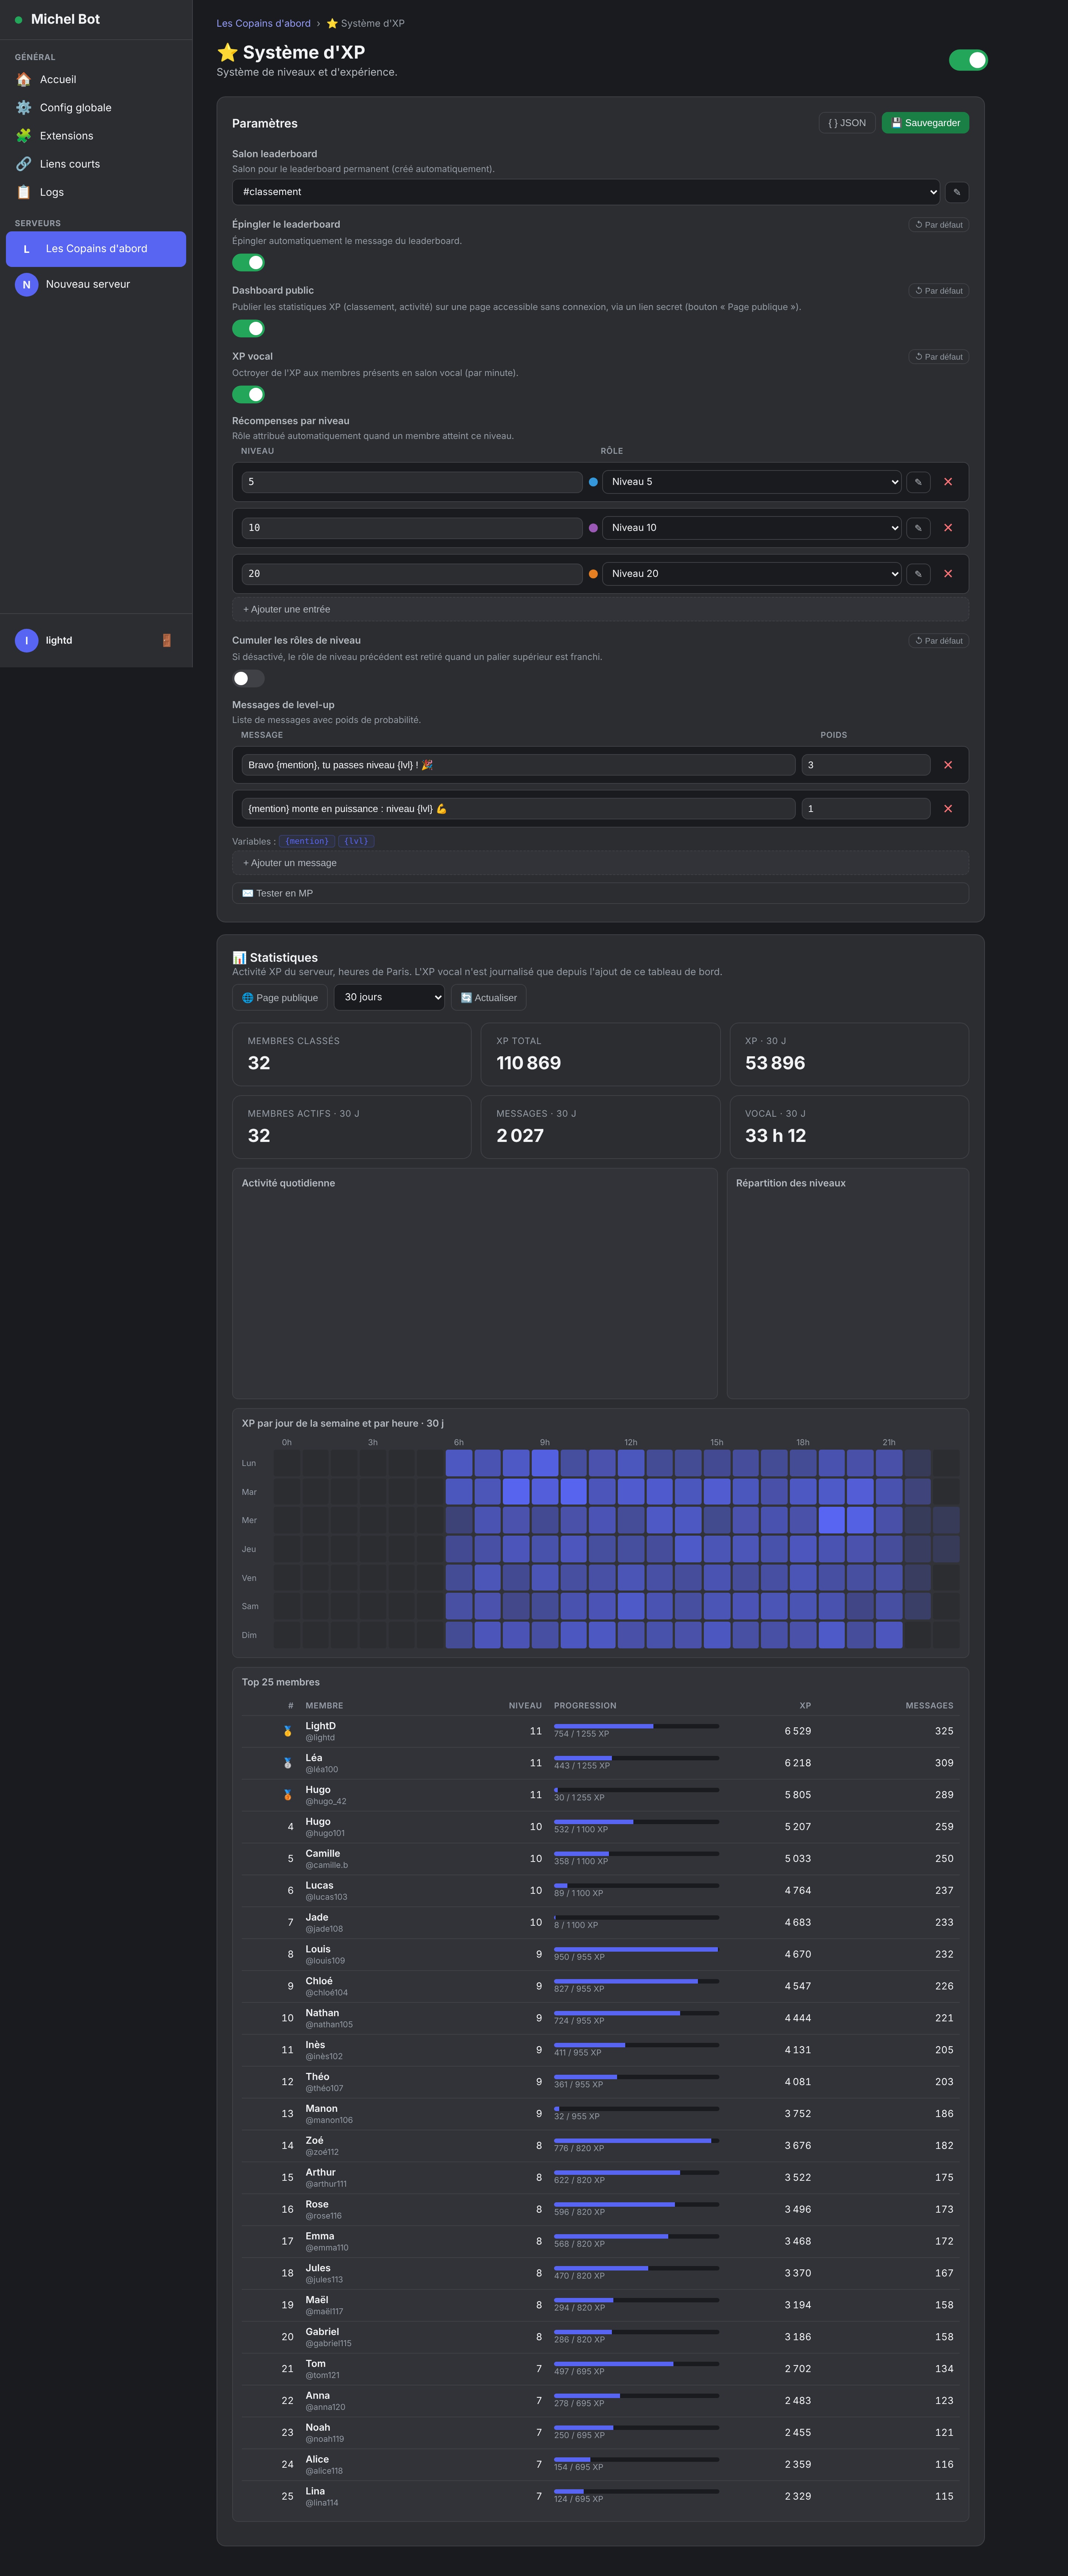 Michel Bot
GÉNÉRAL
Accueil
Config globale
Extensions
Liens courts
Logs
SERVEURS
L Les Copains d'abord
N Nouveau serveur
l lightd
Les Copains d'abord › ⭐ Système d'XP
⭐ Système d'XP
Système de niveaux et d'expérience.
Paramètres
{ } JSON
💾 Sauvegarder
Salon leaderboard
Salon pour le leaderboard permanent (créé automatiquement).
#classement
Épingler le leaderboard
↺ Par défaut
Épingler automatiquement le message du leaderboard.
Dashboard public
↺ Par défaut
Publier les statistiques XP (classement, activité) sur une page accessible sans connexion, via un lien secret (bouton « Page publique »).
XP vocal
↺ Par défaut
Octroyer de l'XP aux membres présents en salon vocal (par minute).
Récompenses par niveau
Rôle attribué automatiquement quand un membre atteint ce niveau.
NIVEAU RÔLE
5 Niveau 5
10 Niveau 10
20 Niveau 20
+ Ajouter une entrée
Cumuler les rôles de niveau
↺ Par défaut
Si désactivé, le rôle de niveau précédent est retiré quand un palier supérieur est franchi.
Messages de level-up
Liste de messages avec poids de probabilité.
MESSAGE POIDS
Bravo {mention}, tu passes niveau {lvl} ! 🎉 3
{mention} monte en puissance : niveau {lvl} 💪 1
Variables : {mention} {lvl}
+ Ajouter un message
✉️ Tester en MP
📊 Statistiques
Activité XP du serveur, heures de Paris. L'XP vocal n'est journalisé que depuis l'ajout de ce tableau de bord.
🌐 Page publique
30 jours
🔄 Actualiser
MEMBRES CLASSÉS
32
XP TOTAL
110 869
XP · 30 J
53 896
MEMBRES ACTIFS · 30 J
32
MESSAGES · 30 J
2 027
VOCAL · 30 J
33 h 12
Activité quotidienne
Répartition des niveaux
XP par jour de la semaine et par heure · 30 j
0h 3h 6h 9h 12h 15h 18h 21h
Lun
Mar
Mer
Jeu
Ven
Sam
Dim
Top 25 membres
# MEMBRE NIVEAU PROGRESSION XP MESSAGES
🥇 LightD @lightd 11 754 / 1 255 XP 6 529 325
🥈 Léa @léa100 11 443 / 1 255 XP 6 218 309
🥉 Hugo @hugo_42 11 30 / 1 255 XP 5 805 289
4 Hugo @hugo101 10 532 / 1 100 XP 5 207 259
5 Camille @camille.b 10 358 / 1 100 XP 5 033 250
6 Lucas @lucas103 10 89 / 1 100 XP 4 764 237
7 Jade @jade108 10 8 / 1 100 XP 4 683 233
8 Louis @louis109 9 950 / 955 XP 4 670 232
9 Chloé @chloé104 9 827 / 955 XP 4 547 226
10 Nathan @nathan105 9 724 / 955 XP 4 444 221
11 Inès @inès102 9 411 / 955 XP 4 131 205
12 Théo @théo107 9 361 / 955 XP 4 081 203
13 Manon @manon106 9 32 / 955 XP 3 752 186
14 Zoé @zoé112 8 776 / 820 XP 3 676 182
15 Arthur @arthur111 8 622 / 820 XP 3 522 175
16 Rose @rose116 8 596 / 820 XP 3 496 173
17 Emma @emma110 8 568 / 820 XP 3 468 172
18 Jules @jules113 8 470 / 820 XP 3 370 167
19 Maël @maël117 8 294 / 820 XP 3 194 158
20 Gabriel @gabriel115 8 286 / 820 XP 3 186 158
21 Tom @tom121 7 497 / 695 XP 2 702 134
22 Anna @anna120 7 278 / 695 XP 2 483 123
23 Noah @noah119 7 250 / 695 XP 2 455 121
24 Alice @alice118 7 154 / 695 XP 2 359 116
25 Lina @lina114 7 124 / 695 XP 2 329 115